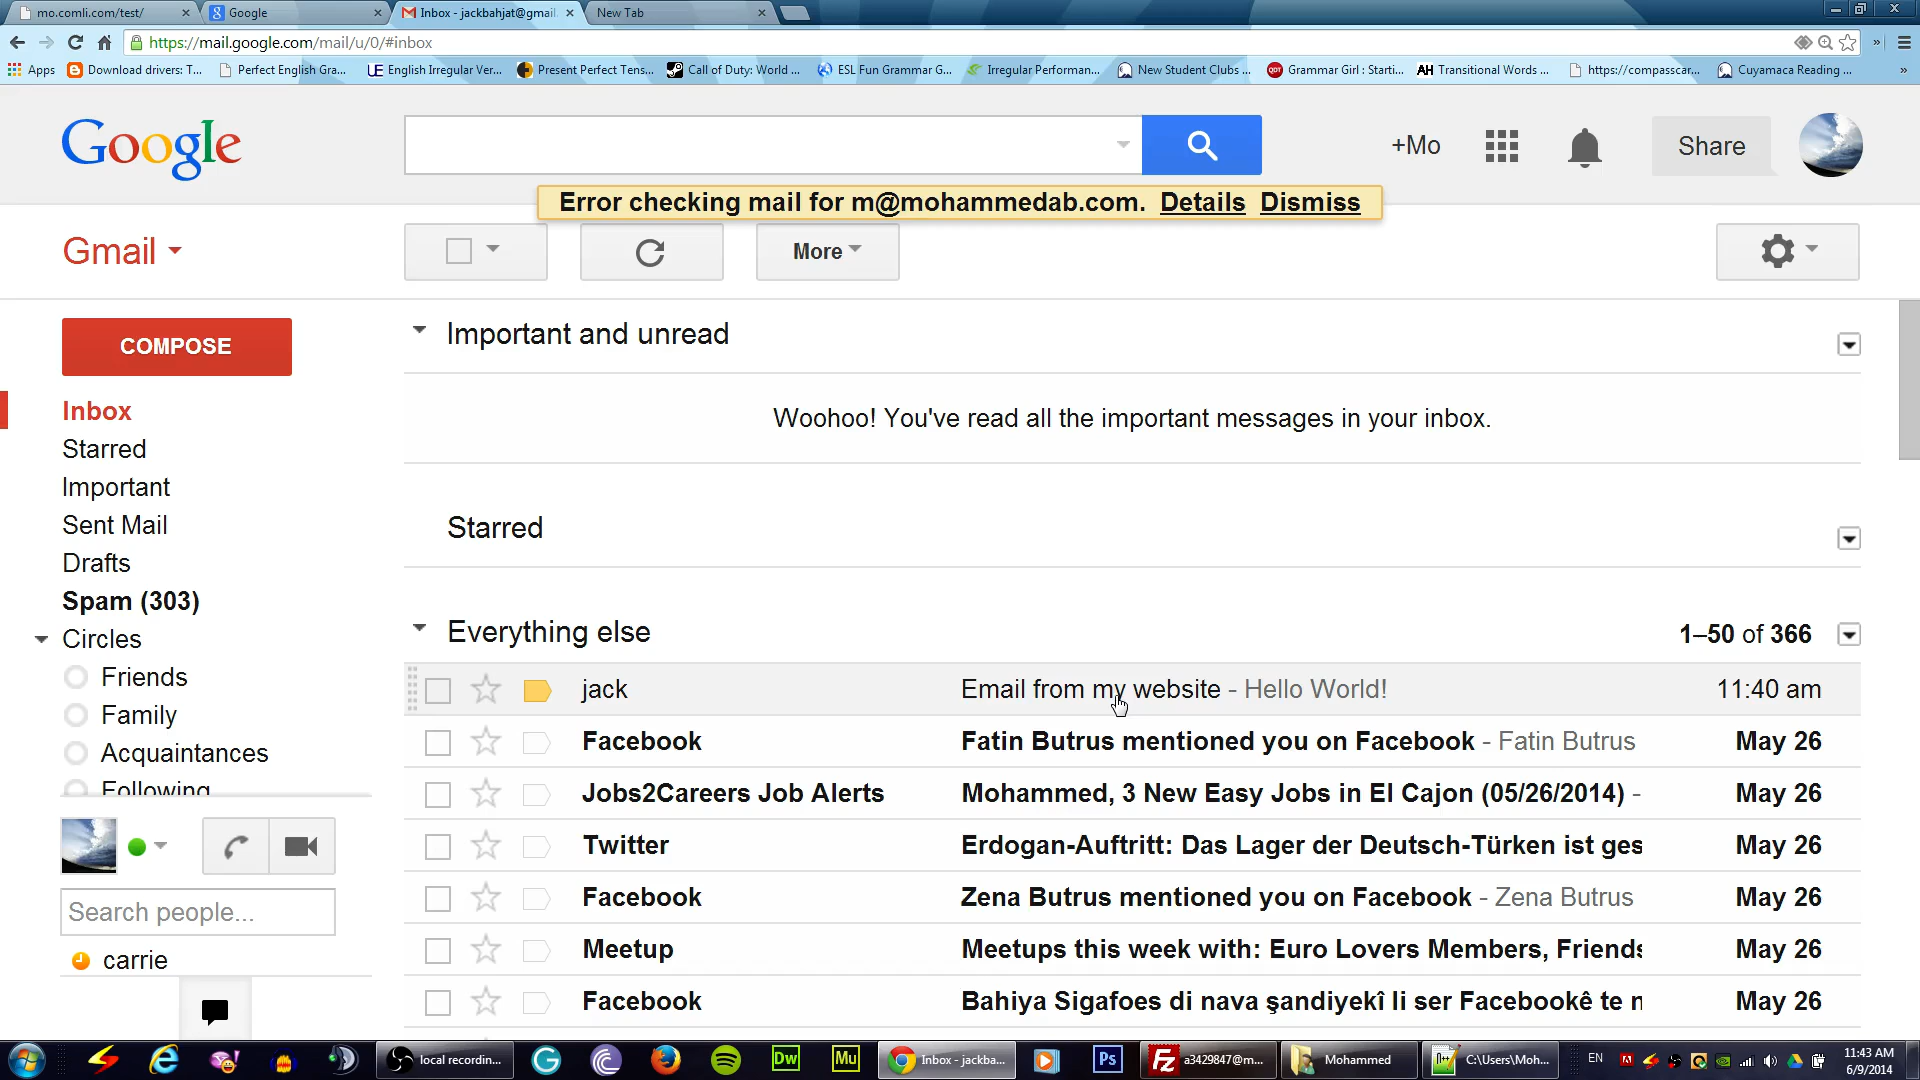 mo.comli.com/test/
Google
Inbox - jackbahjat@gmail.
New Tab
https://mail.google.com/mail/u/0/#inbox
Apps
Download drivers: T...
Perfect English Gra...
English Irregular Ver...
Present Perfect Tens...
Call of Duty: World ...
ESL Fun Grammar G...
Irregular Performan...
New Student Clubs ...
Grammar Girl : Starti...
Transitional Words ...
https://compasscar...
Cuyamaca Reading ...
Google
+Mo
Share
Error checking mail for m@mohammedab.com. Details Dismiss
Gmail
More
COMPOSE
Inbox
Starred
Important
Sent Mail
Drafts
Spam (303)
Circles
Friends
Family
Acquaintances
Following
Search people...
carrie
Important and unread
Woohoo! You've read all the important messages in your inbox.
Starred
Everything else
1–50 of 366
jack Email from my website - Hello World! 11:40 am
Facebook Fatin Butrus mentioned you on Facebook - Fatin Butrus May 26
Jobs2Careers Job Alerts Mohammed, 3 New Easy Jobs in El Cajon (05/26/2014) - May 26
Twitter Erdogan-Auftritt: Das Lager der Deutsch-Türken ist ges May 26
Facebook Zena Butrus mentioned you on Facebook - Zena Butrus May 26
Meetup Meetups this week with: Euro Lovers Members, Friends May 26
Facebook Bahiya Sigafoes di nava şandiyekî li ser Facebookê te n May 26
local recordin...
Dw
Mu
Inbox - jackba...
Ps
a3429847@m...
Mohammed
C:\Users\Moh...
EN
11:43 AM
6/9/2014